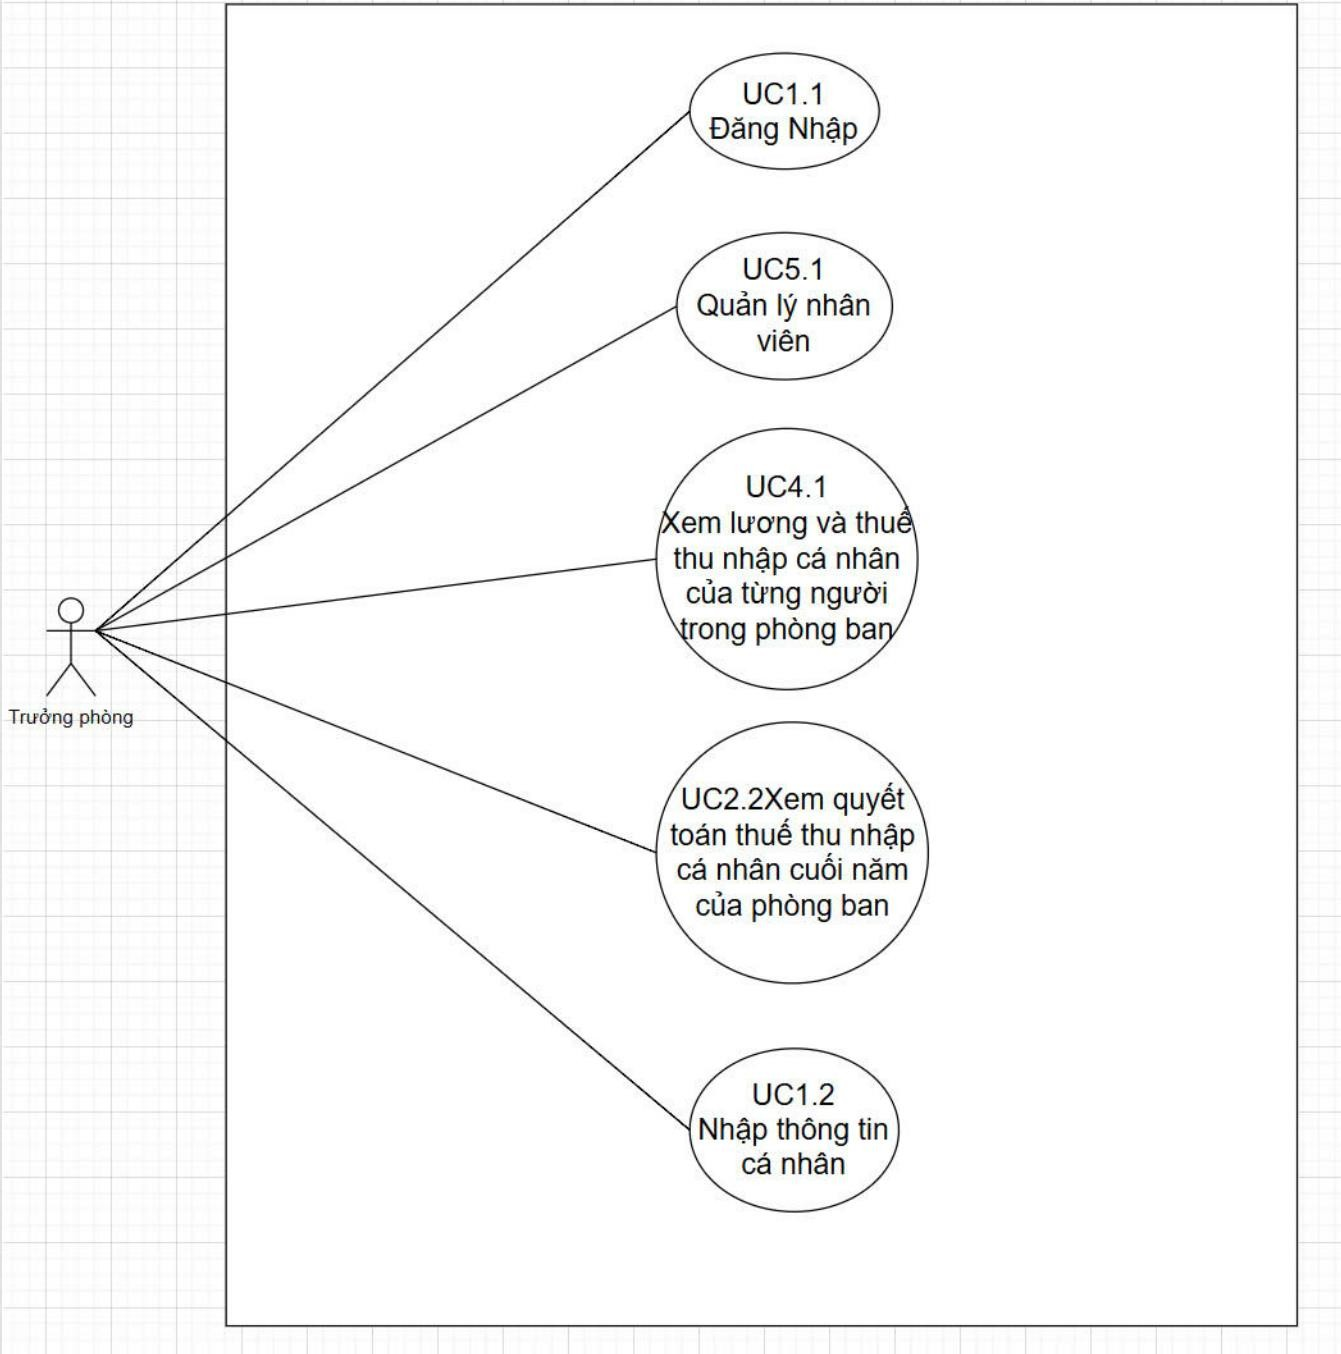 UC1.1
Đăng Nhập
UC5.1
Quản lý nhân
viên
UC4.1
Xem lương và thuế
thu nhập cá nhân
của từng người
trong phòng ban
Trưởng phòng
UC2.2Xem quyết
toán thuế thu nhập
cá nhân cuối năm
của phòng ban
UC1.2
Nhập thông tin
cá nhân